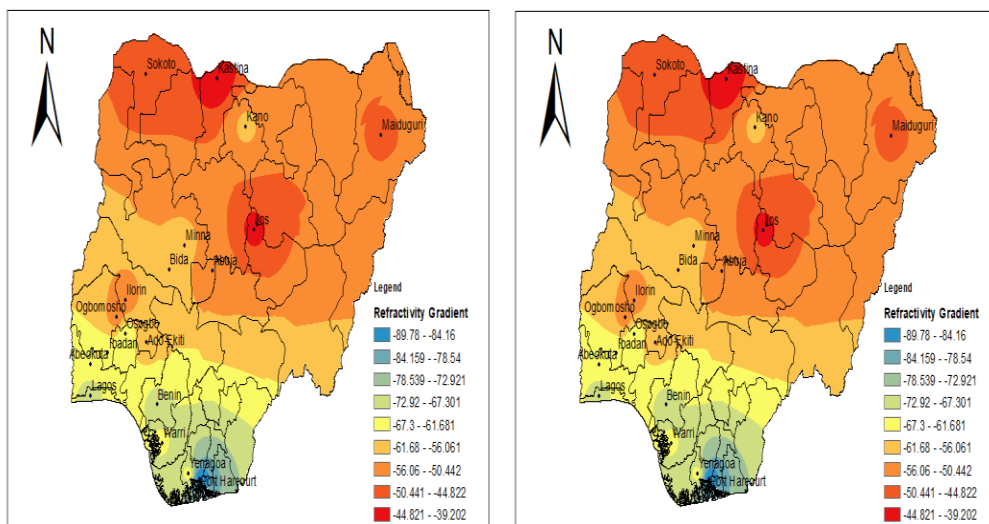 N
Sokoto
Kastina
Kano
Maiduguri
Jos
Minna
Bida
Abuja
Legend
Ilorin
Refractivity Gradient
Ogbomosho
Osogbo
-89.78 - -84.16
Ibadan
Ado-Ekiti
-84.159 - -78.54
Abeokuta
-78.539 - -72.921
Lagos
-72.92 - -67.301
Benin
-67.3 - -61.681
Warri
-61.68 - -56.061
-56.06 - -50.442
Yenagoa
Port Harcourt
-50.441 - -44.822
-44.821 - -39.202
N
Sokoto
Kastina
Kano
Maiduguri
Jos
Minna
Bida
Abuja
Legend
Ilorin
Refractivity Gradient
Ogbomosho
Osogbo
-89.78 - -84.16
Ibadan
Ado-Ekiti
-84.159 - -78.54
Abeokuta
-78.539 - -72.921
Lagos
-72.92 - -67.301
Benin
-67.3 - -61.681
Warri
-61.68 - -56.061
-56.06 - -50.442
Yenagoa
Port Harcourt
-50.441 - -44.822
-44.821 - -39.202